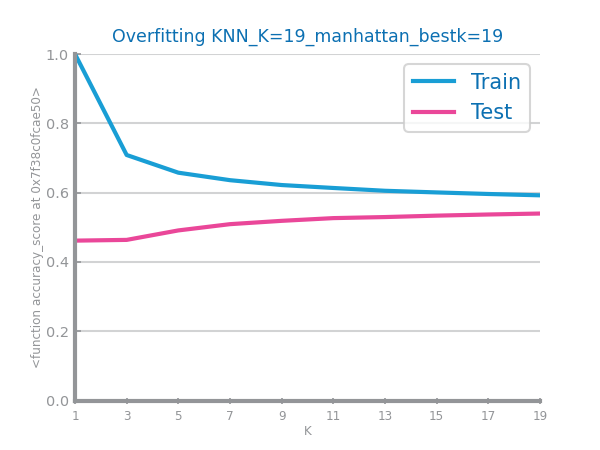 Overfitting KNN_K=19_manhattan_bestk=19
<function accuracy_score at 0x7f38c0fcae50>
1.0
0.8
0.6
0.4
0.2
0.0
Train
Test
1 3 5 7 9 11 13 15 17 19
K